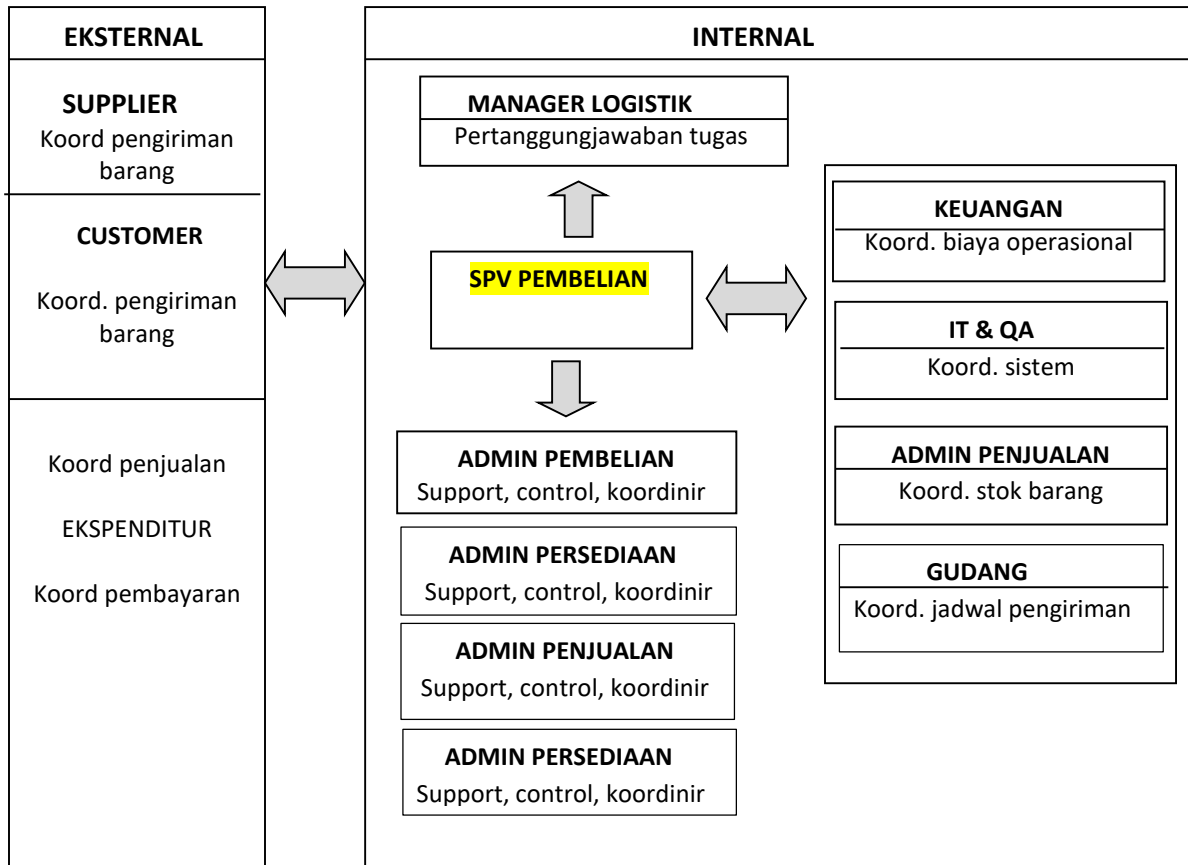 EKSTERNAL
SUPPLIER
Koord pengiriman
barang
CUSTOMER
Koord. pengiriman
barang
Koord penjualan
EKSPENDITUR
Koord pembayaran
INTERNAL
MANAGER LOGISTIK
Pertanggungjawaban tugas
SPV PEMBELIAN
ADMIN PEMBELIAN
Support, control, koordinir
ADMIN PERSEDIAAN
Support, control, koordinir
ADMIN PENJUALAN
Support, control, koordinir
ADMIN PERSEDIAAN
Support, control, koordinir
KEUANGAN
Koord. biaya operasional
IT & QA
Koord. sistem
ADMIN PENJUALAN
Koord. stok barang
GUDANG
Koord. jadwal pengiriman